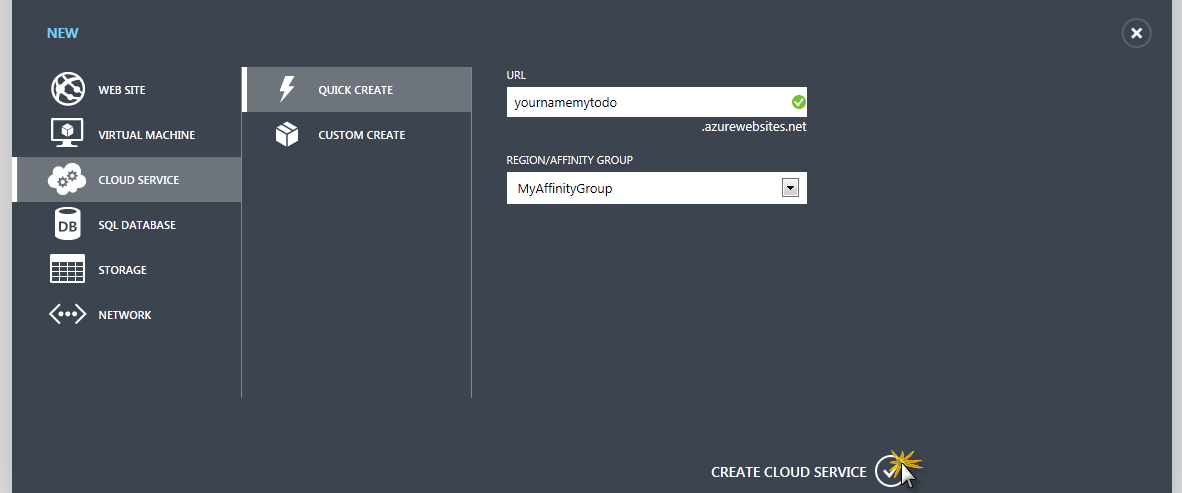 NEW
WEB SITE
VIRTUAL MACHINE
CLOUD SERVICE
DB
SQL DATABASE
STORAGE
NETWORK
QUICK CREATE
CUSTOM CREATE
URL
yournamemytodo
.azurewebsites.net
REGION/AFFINITY GROUP
MyAffinityGroup
CREATE CLOUD SERVICE